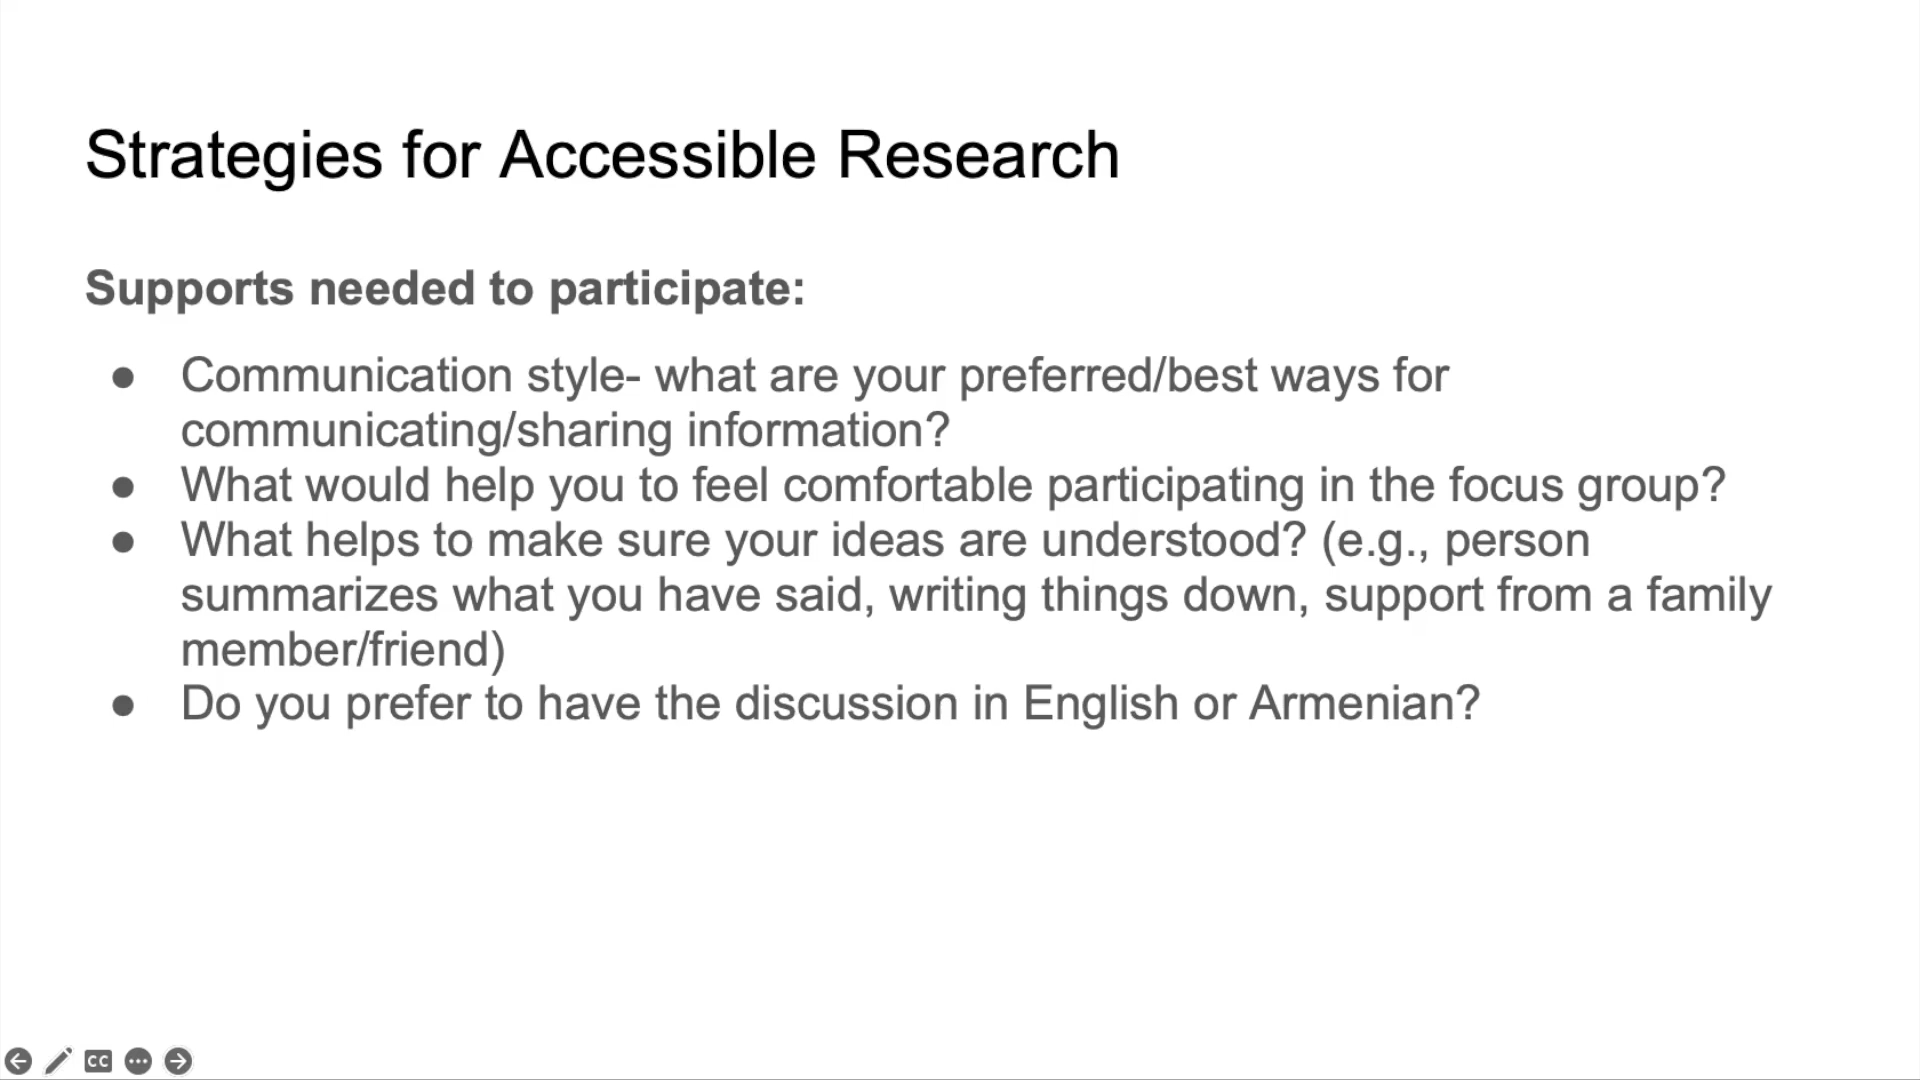 Strategies for Accessible Research
Supports needed to participate:
● Communication style- what are your preferred/best ways for
communicating/sharing information?
● What would help you to feel comfortable participating in the focus group?
● What helps to make sure your ideas are understood? (e.g., person
summarizes what you have said, writing things down, support from a family
member/friend)
● Do you prefer to have the discussion in English or Armenian?
CC